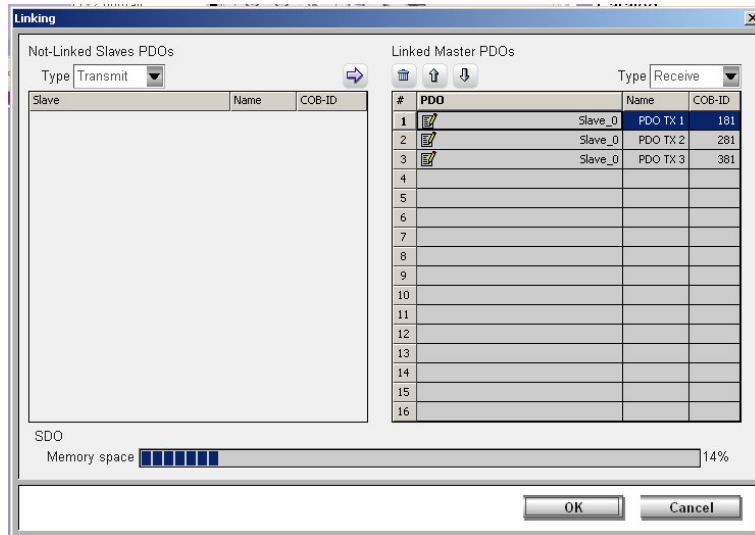 Linking
Not-Linked Slaves PDOs
Type Transmit
Slave Name COB-ID
Linked Master PDOs
Type Receive
# PDO Name COB-ID
1 Slave_0 PDO TX 1 181
2 Slave_0 PDO TX 2 281
3 Slave_0 PDO TX 3 381
4
5
6
7
8
9
10
11
12
13
14
15
16
SDO
Memory space 14%
OK Cancel